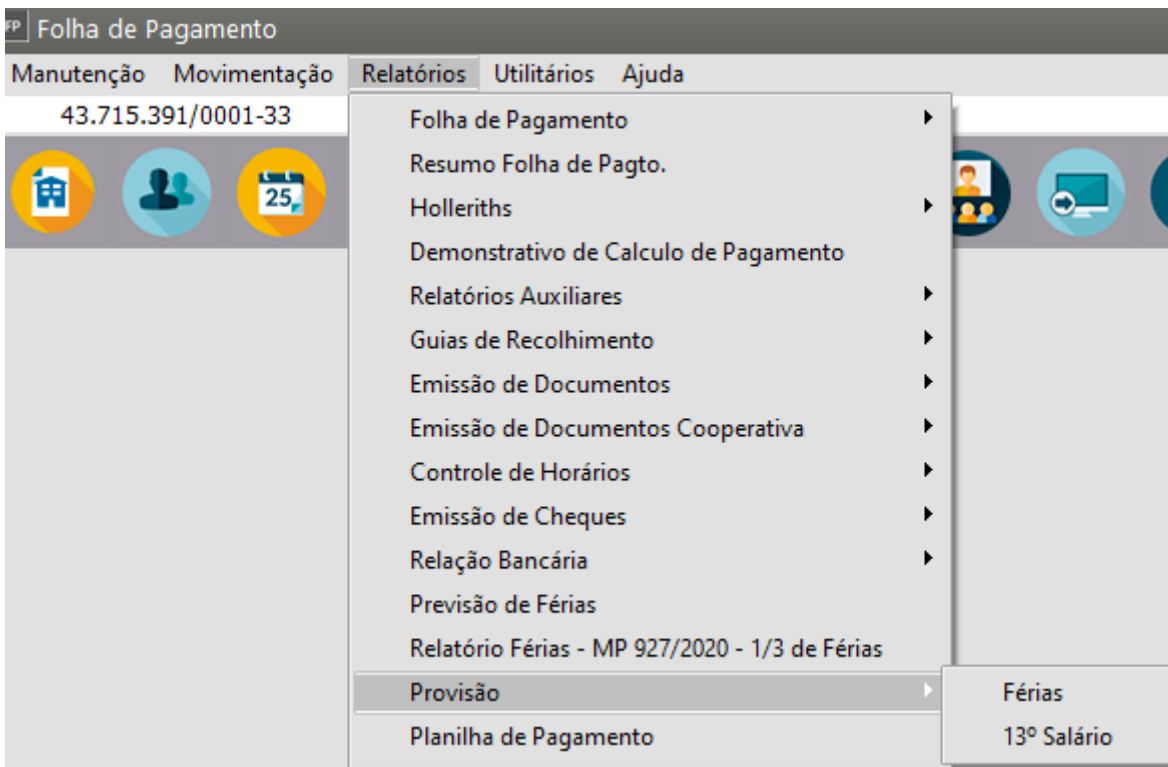 FP Folha de Pagamento
Manutenção Movimentação Relatórios Utilitários Ajuda
43.715.391/0001-33
25
Folha de Pagamento
Resumo Folha de Pagto.
Holleriths
Demonstrativo de Calculo de Pagamento
Relatórios Auxiliares
Guias de Recolhimento
Emissão de Documentos
Emissão de Documentos Cooperativa
Controle de Horários
Emissão de Cheques
Relação Bancária
Previsão de Férias
Relatório Férias - MP 927/2020 - 1/3 de Férias
Provisão
Férias
Planilha de Pagamento
13º Salário